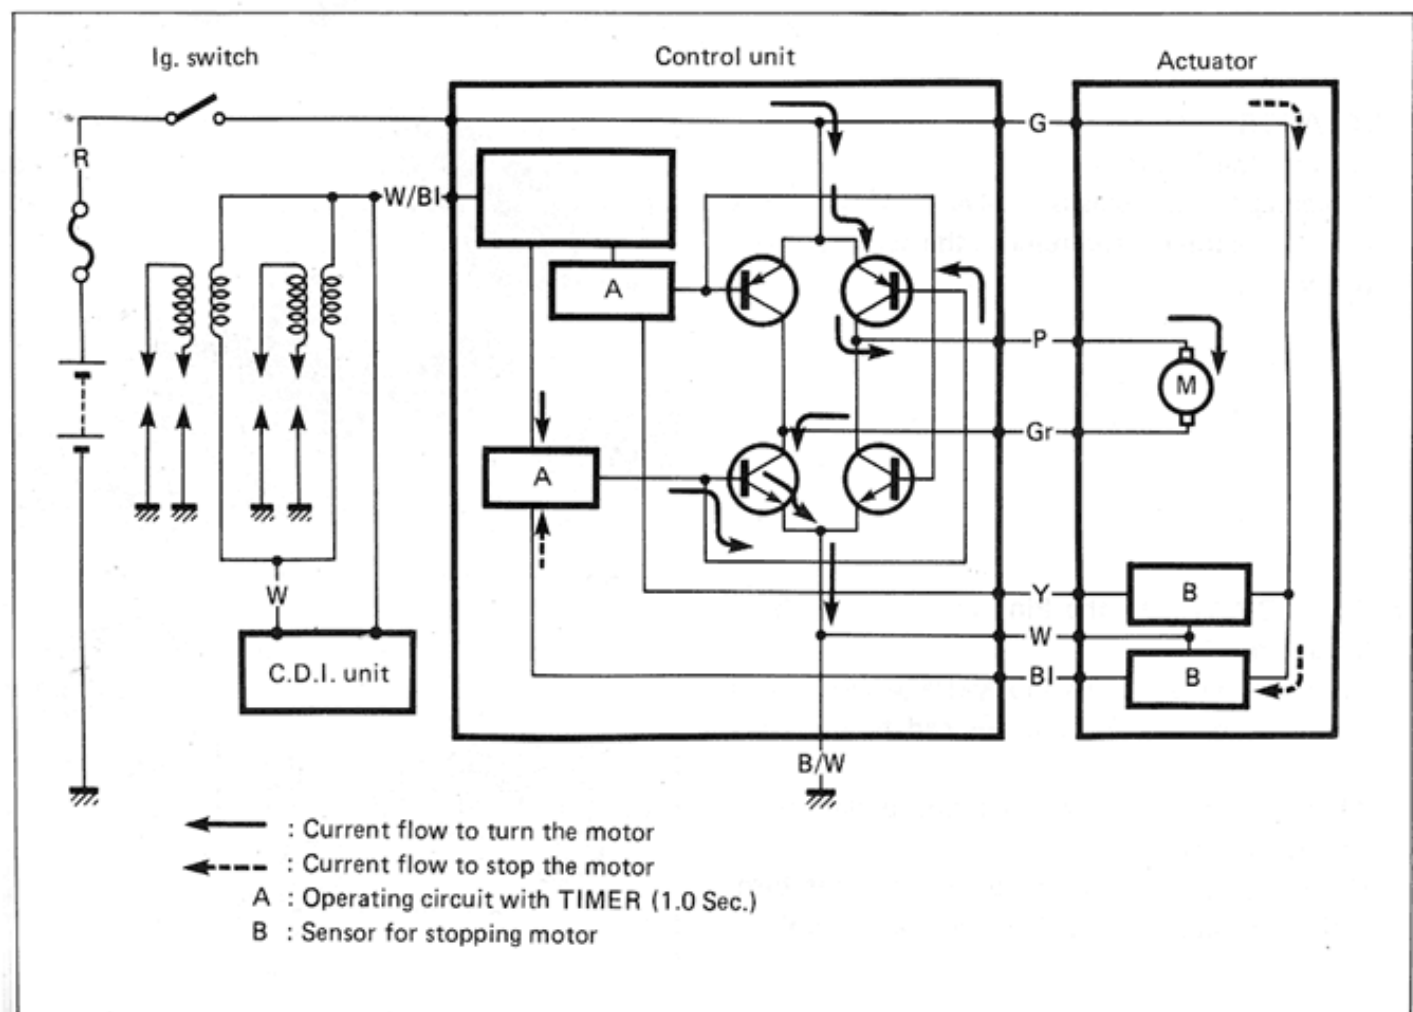 Ig. switch
Control unit
Actuator
R
G
W/Bl
A
P
M
Gr
A
W
Y
B
W
C.D.I. unit
Bl
B
B/W
: Current flow to turn the motor
: Current flow to stop the motor
A : Operating circuit with TIMER (1.0 Sec.)
B : Sensor for stopping motor